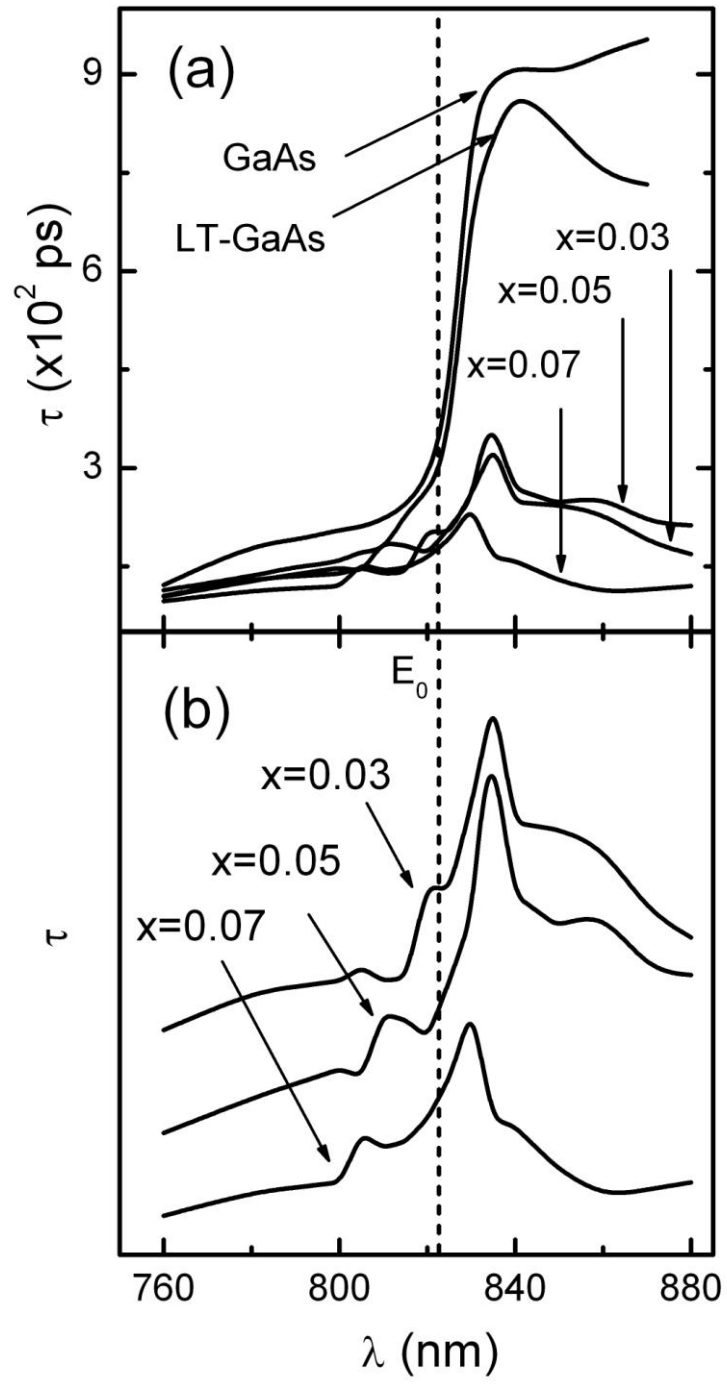 (a)
9
GaAs
LT-GaAs
x=0.03
x=0.05
x=0.07
6
3
τ (x10² ps)
(b)
E₀
x=0.03
x=0.05
x=0.07
τ
760 800 840 880
λ (nm)